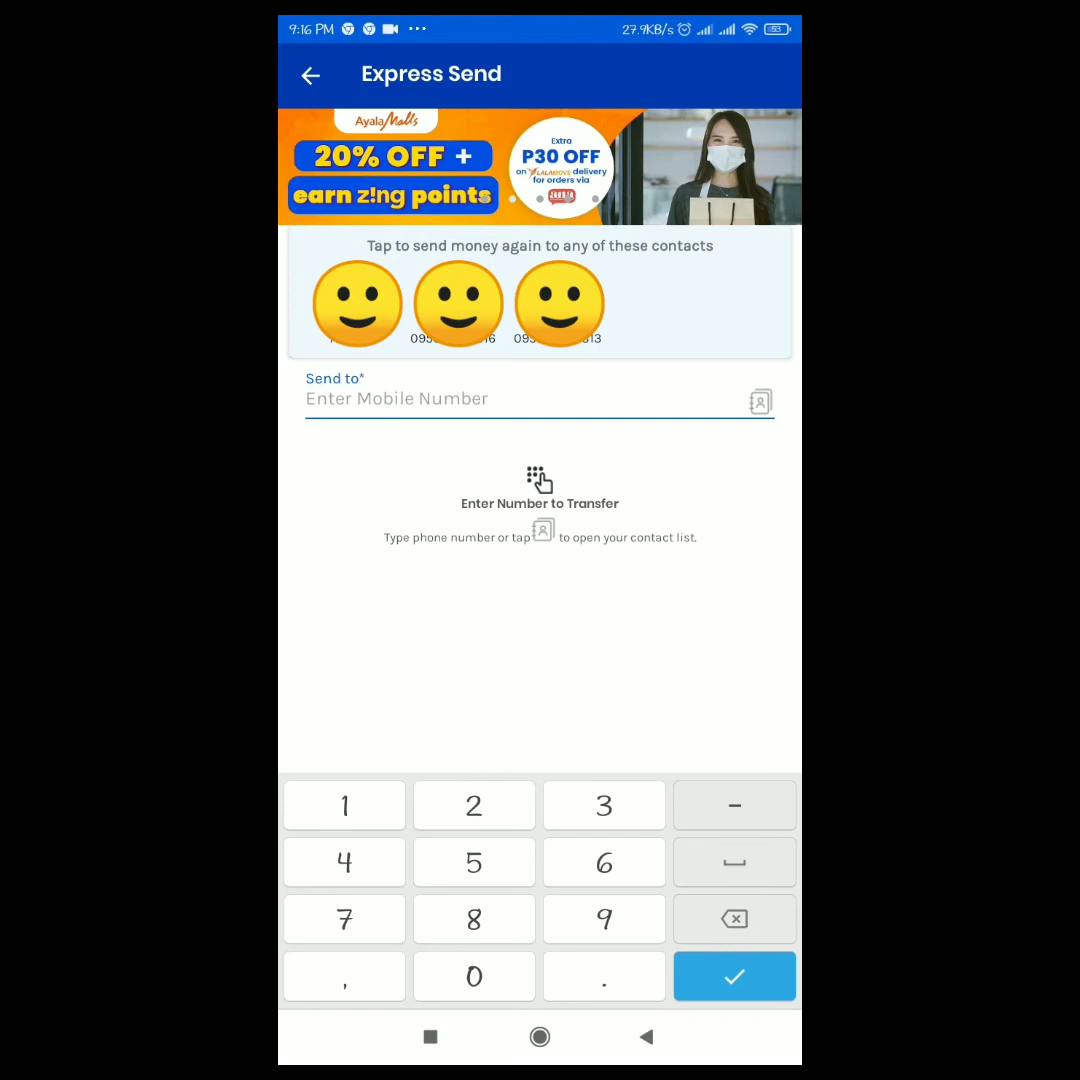 9:16 PM
27.9KB/s
53
Express Send
Ayala Malls
20% OFF +
earn z!ng points
Extra
P30 OFF
on LALAMOVE delivery
for orders via
Tap to send money again to any of these contacts
Send to*
Enter Mobile Number
Enter Number to Transfer
Type phone number or tap to open your contact list.
1 2 3 -
4 5 6
7 8 9
, 0 .